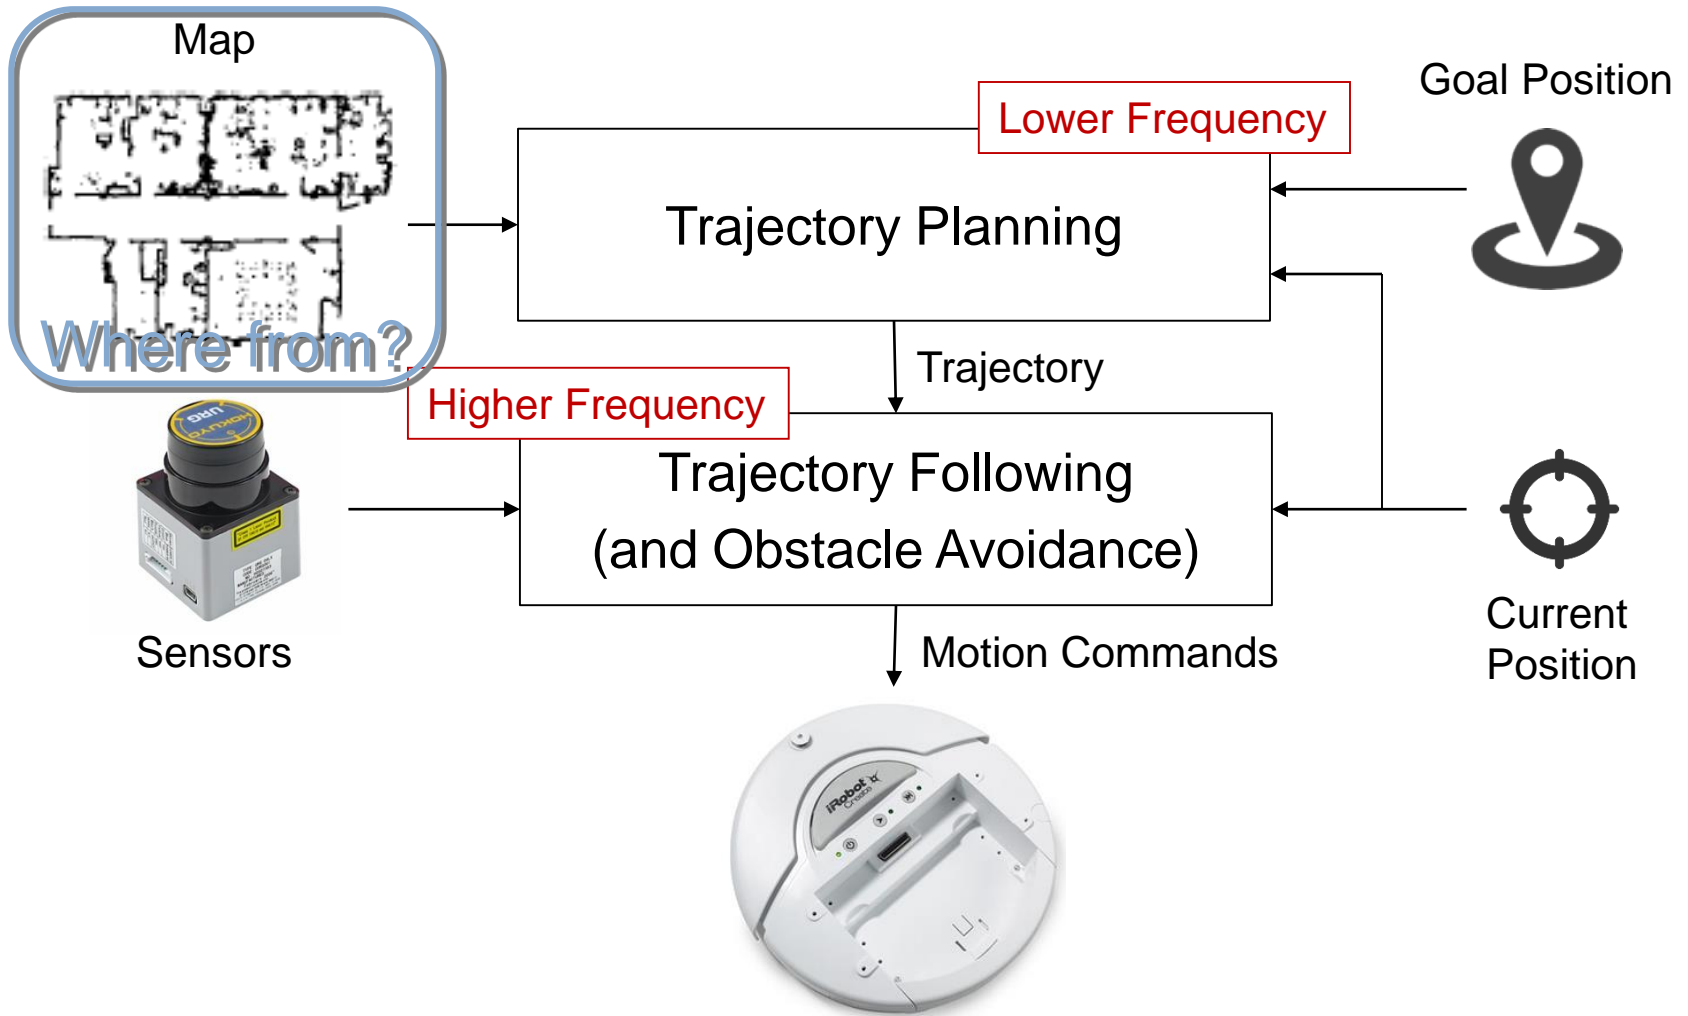 Map
Where from?
Lower Frequency
Goal Position
Trajectory Planning
Trajectory
Higher Frequency
Trajectory Following
(and Obstacle Avoidance)
HOKUYO
URG
Sensors
Current
Position
Motion Commands
iRobot
Create